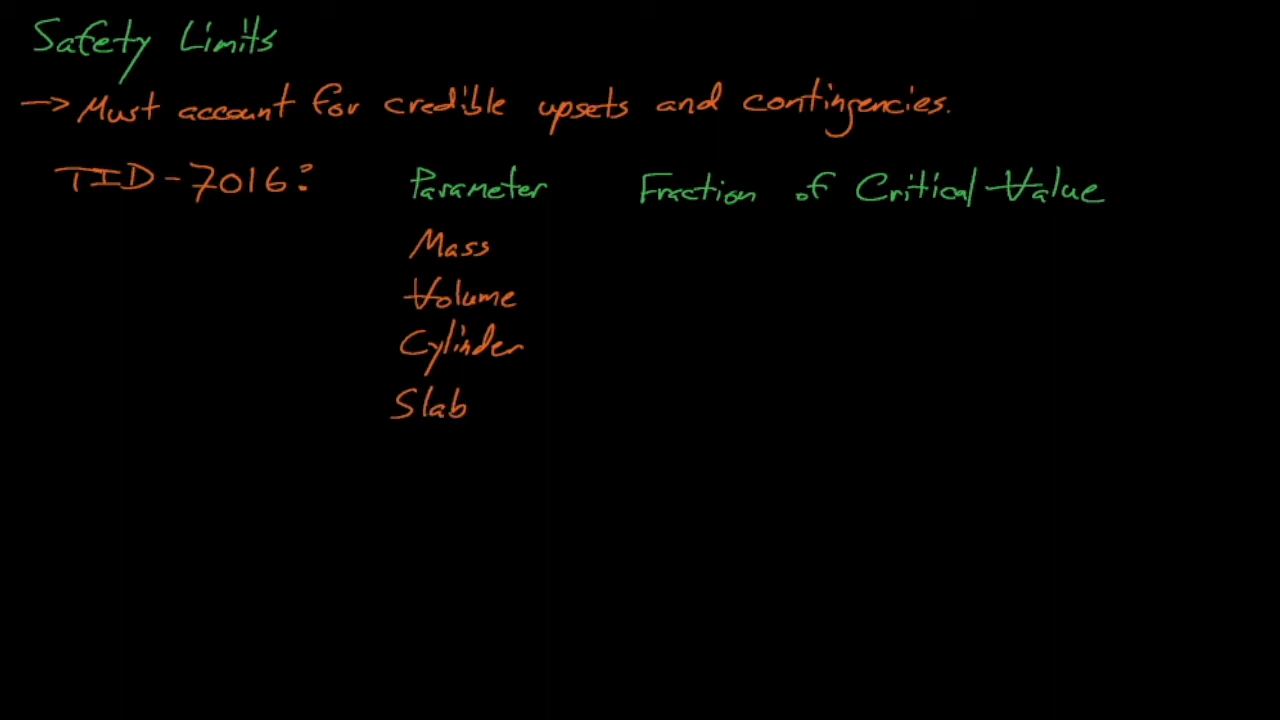 Safety Limits
→ Must account for credible upsets and contingencies.
TID-7016: Parameter Fraction of Critical Value
Mass
Volume
Cylinder
Slab